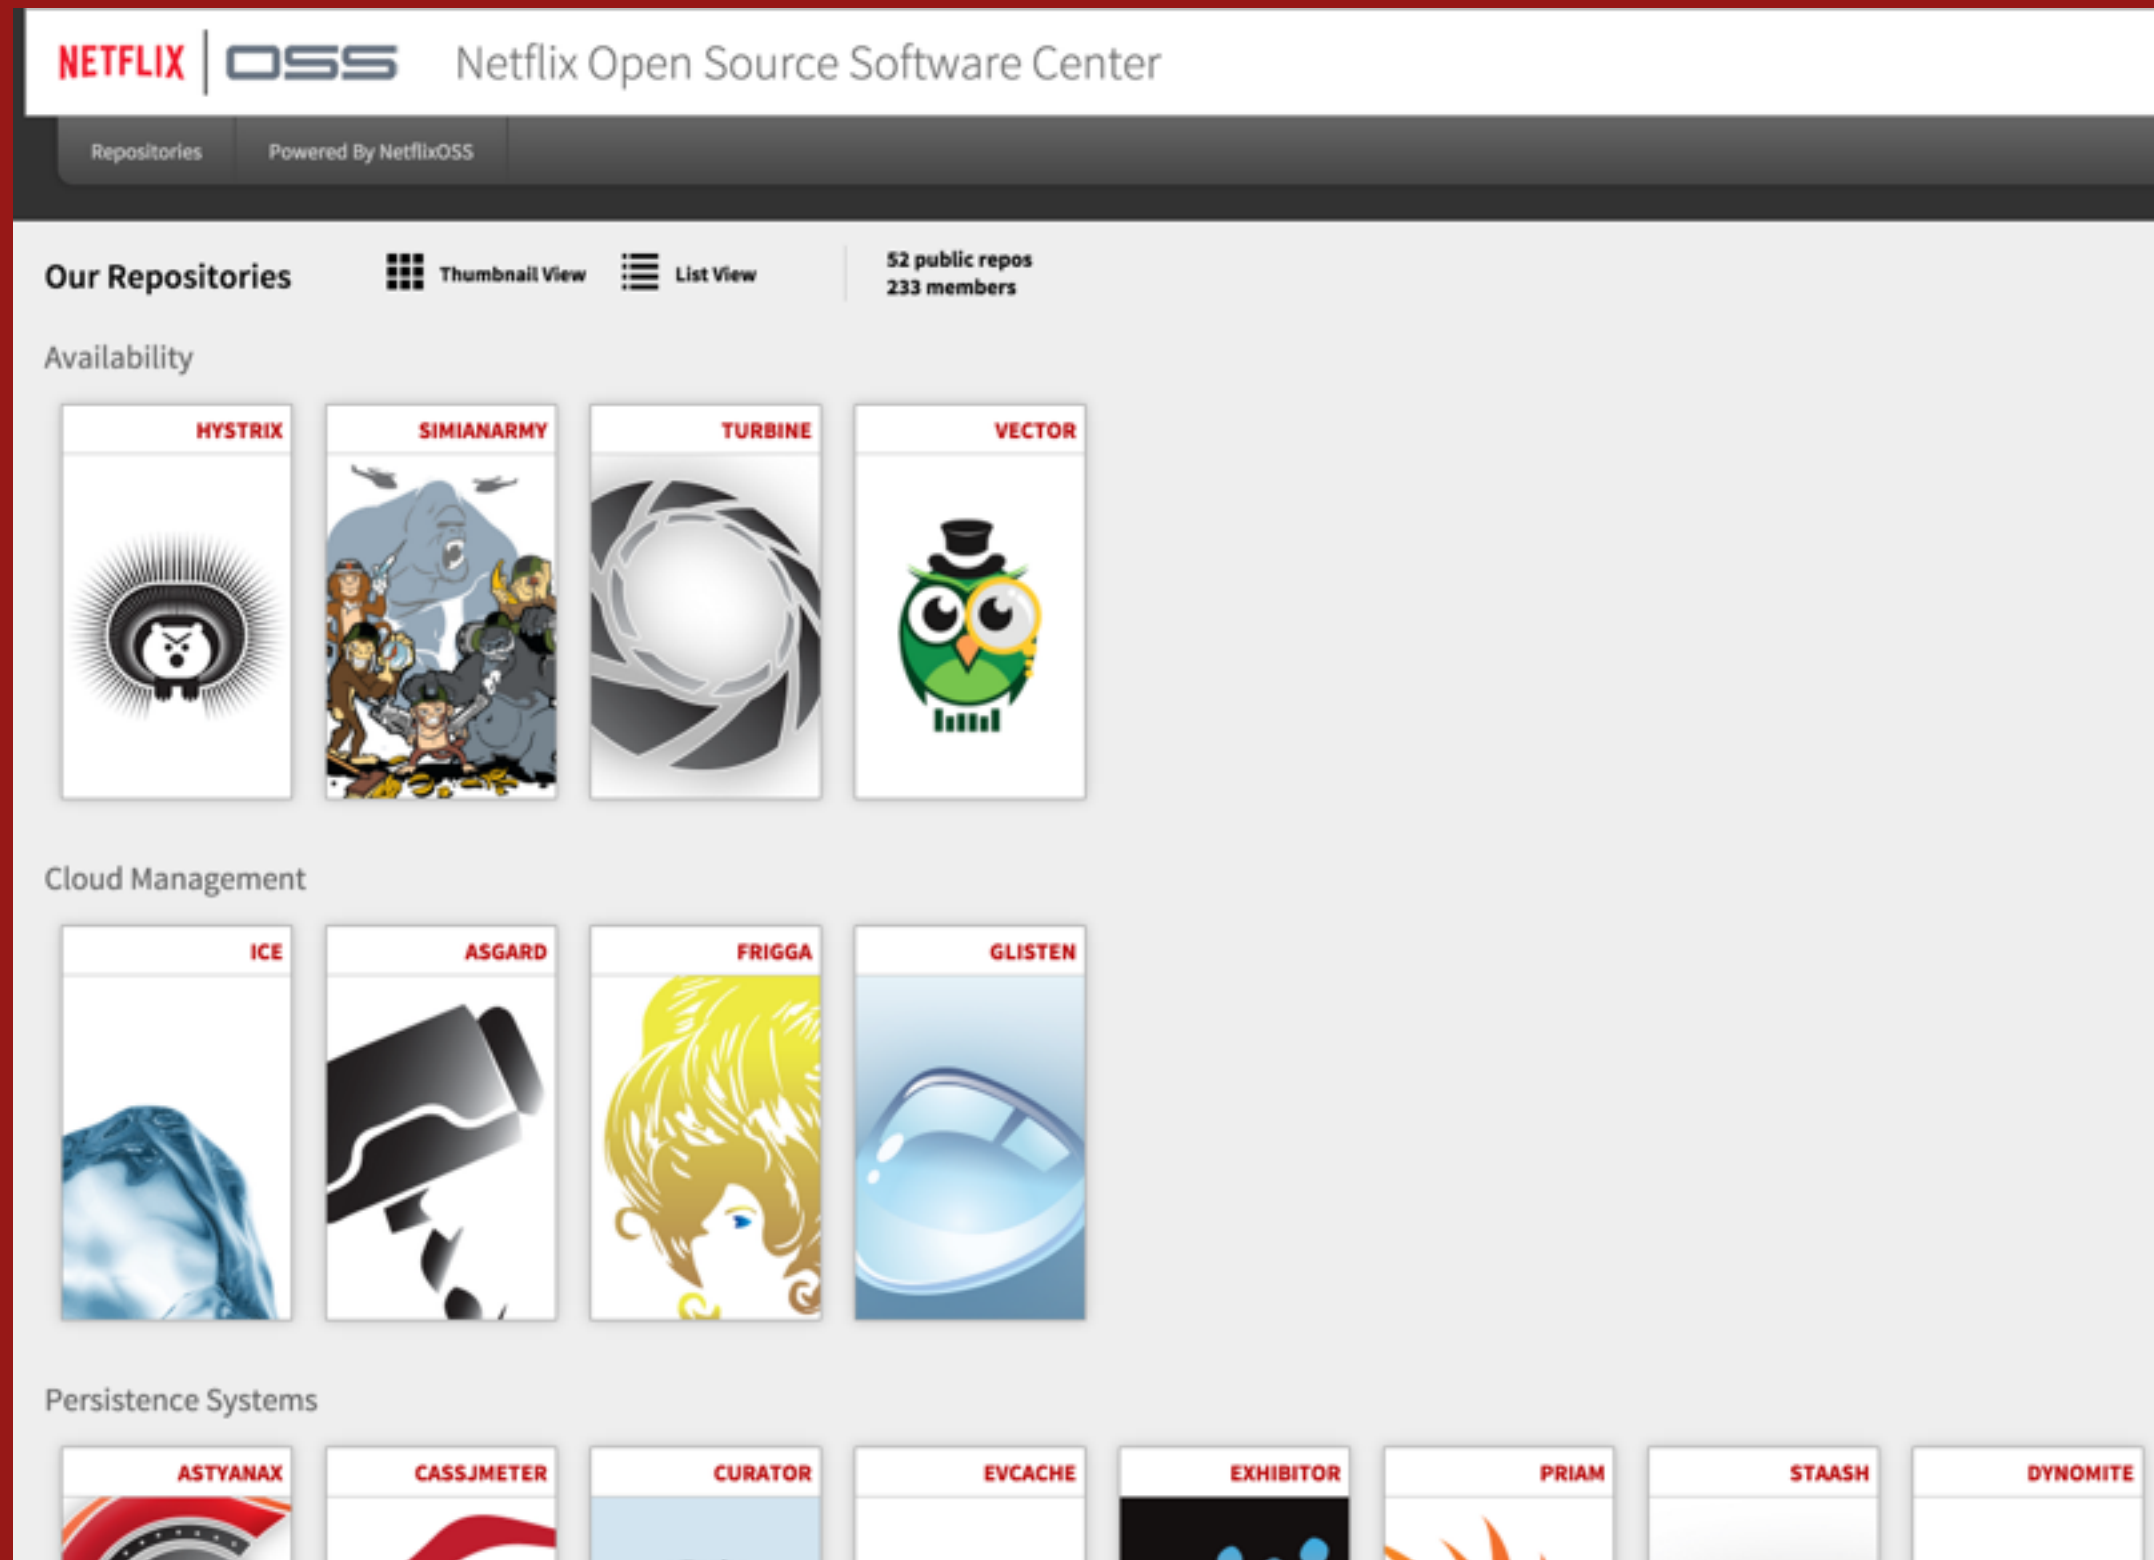 NETFLIX OSS Netflix Open Source Software Center
Repositories Powered By NetflixOSS
Our Repositories Thumbnail View List View
52 public repos
233 members
Availability
HYSTRIX SIMIANARMY TURBINE VECTOR
Cloud Management
ICE ASGARD FRIGGA GLISTEN
Persistence Systems
ASTYANAX CASSJMETER CURATOR EVCACHE EXHIBITOR PRIAM STAASH DYNOMITE